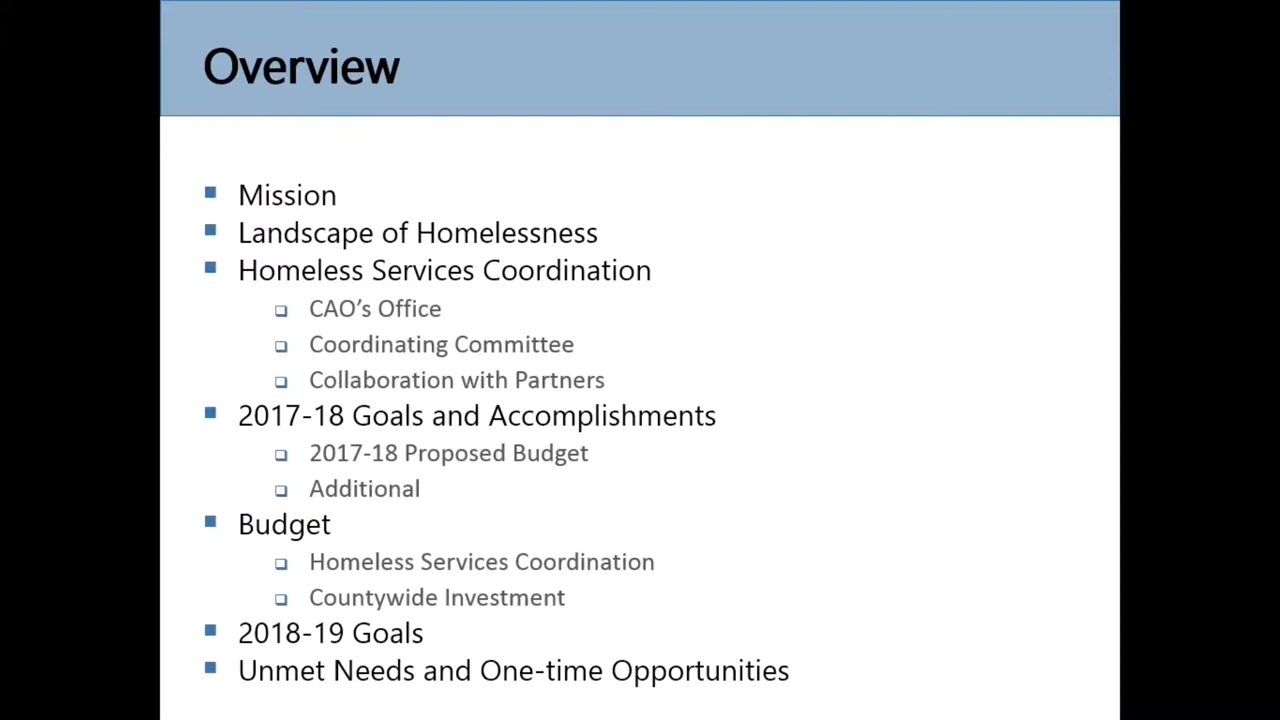 Overview
Mission
Landscape of Homelessness
Homeless Services Coordination
CAO's Office
Coordinating Committee
Collaboration with Partners
2017-18 Goals and Accomplishments
2017-18 Proposed Budget
Additional
Budget
Homeless Services Coordination
Countywide Investment
2018-19 Goals
Unmet Needs and One-time Opportunities